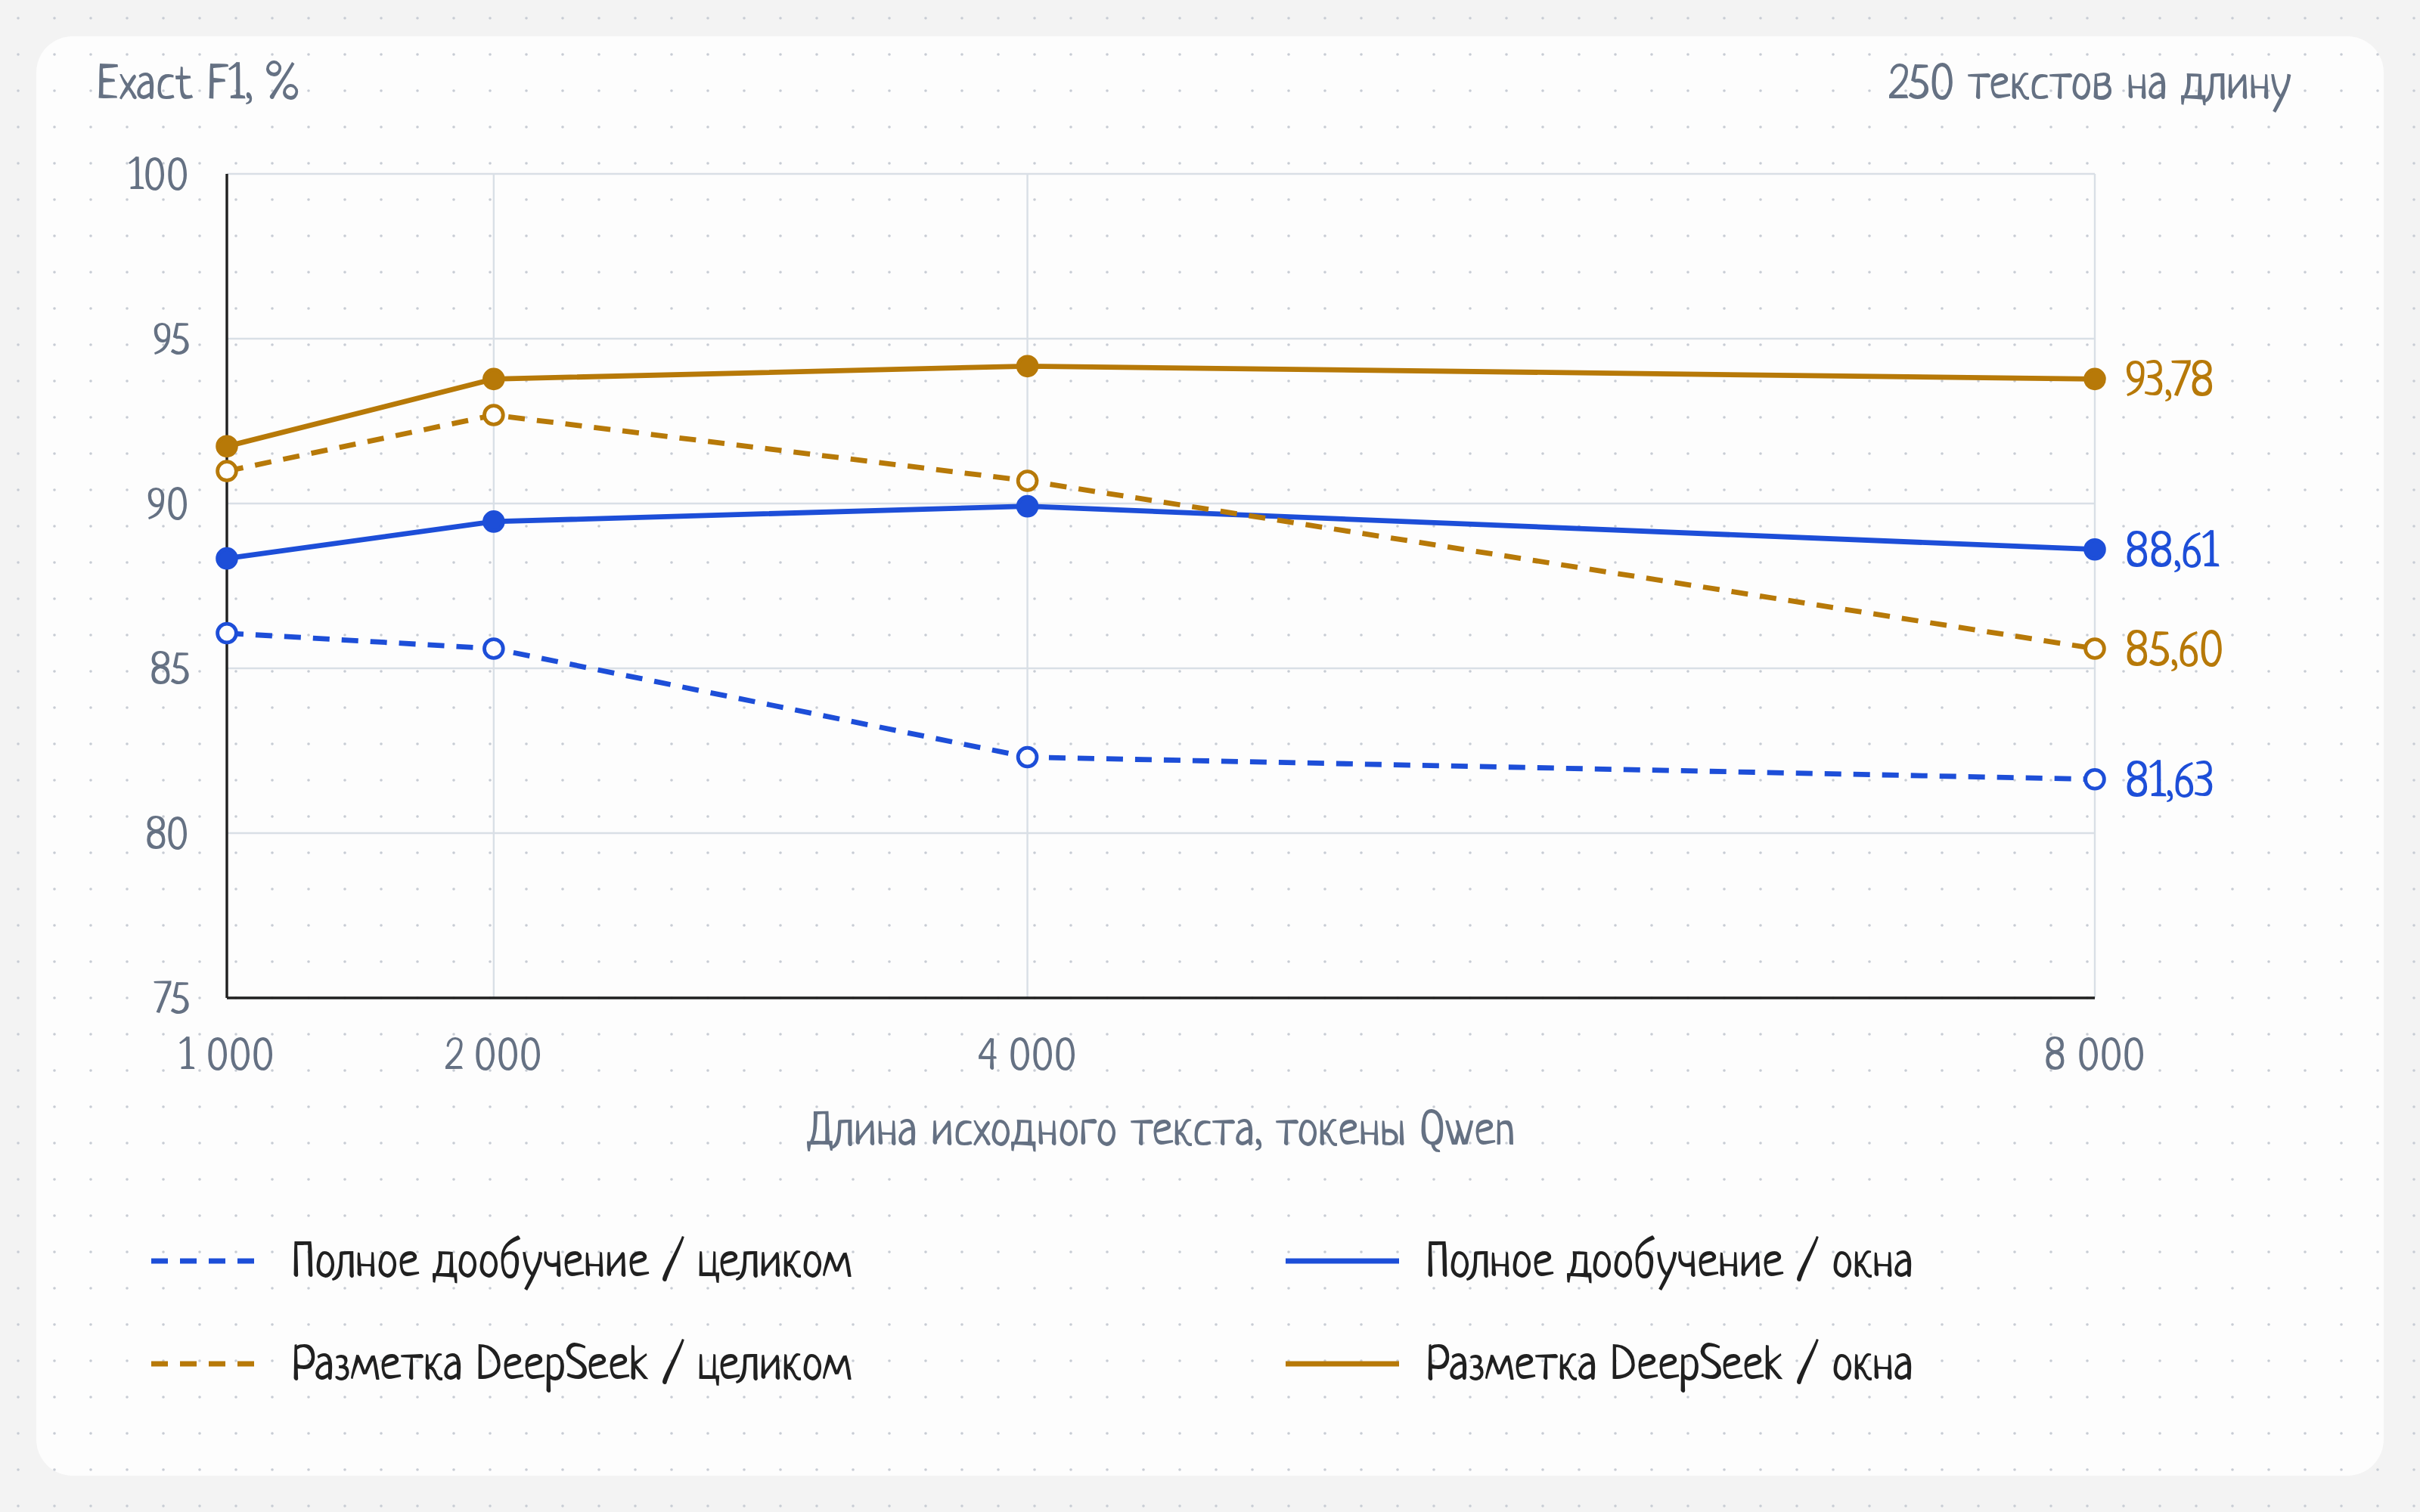 Exact F1, %
250 текстов на длину
100
95
93,78
90
88,61
85
85,60
81,63
80
75
1 000
2 000
4 000
8 000
Длина исходного текста, токены Qwen
Полное дообучение / целиком
Полное дообучение / окна
Разметка DeepSeek / целиком
Разметка DeepSeek / окна